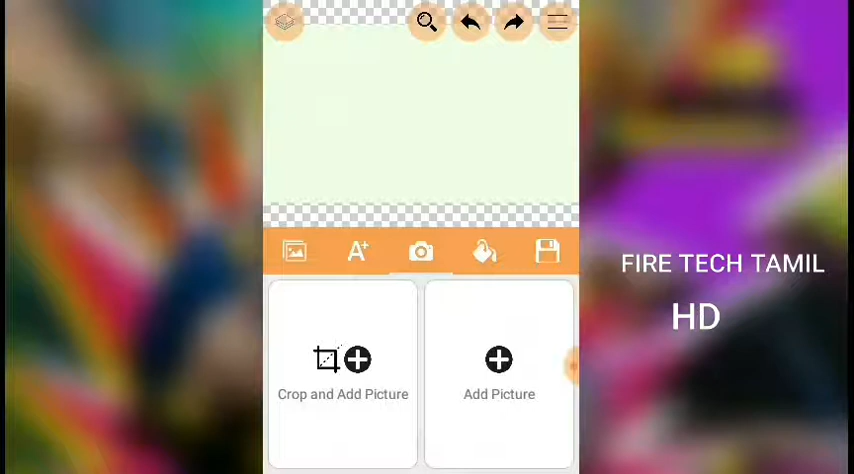 A+
FIRE TECH TAMIL
HD
Crop and Add Picture
Add Picture